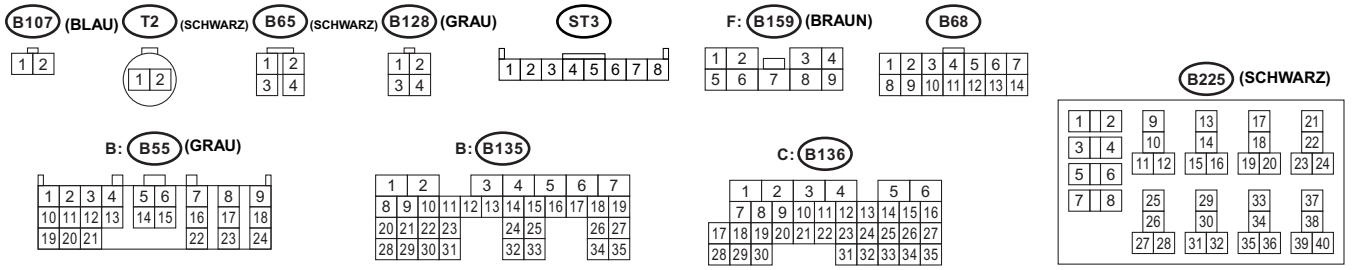 B107 (BLAU) T2 (SCHWARZ) B65 (SCHWARZ) B128 (GRAU) ST3 F: B159 (BRAUN) B68
1 2
1 2
1 2
3 4
1 2
3 4
1 2 3 4 5 6 7 8
1 2 3 4
5 6 7 8 9
1 2 3 4 5 6 7
8 9 10 11 12 13 14
B225 (SCHWARZ)
1 2 9 13 17 21
3 4 10 14 18 22
11 12 15 16 19 20 23 24
5 6
7 8 25 29 33 37
26 30 34 38
27 28 31 32 35 36 39 40
B: B55 (GRAU)
1 2 3 4 5 6 7 8 9
10 11 12 13 14 15 16 17 18
19 20 21 22 23 24
B: B135
1 2 3 4 5 6 7
8 9 10 11 12 13 14 15 16 17 18 19
20 21 22 23 24 25 26 27
28 29 30 31 32 33 34 35
C: B136
1 2 3 4 5 6
7 8 9 10 11 12 13 14 15 16
17 18 19 20 21 22 23 24 25 26 27
28 29 30 31 32 33 34 35